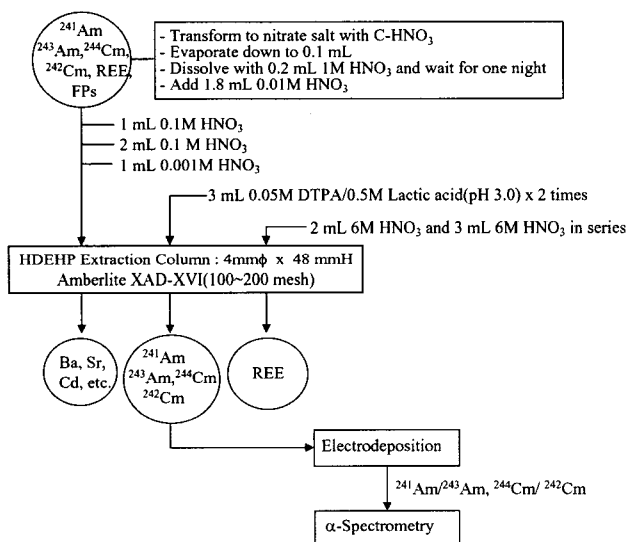 ²⁴¹Am
²⁴³Am,²⁴⁴Cm,
²⁴²Cm, REE,
FPs
- Transform to nitrate salt with C-HNO₃
- Evaporate down to 0.1 mL
- Dissolve with 0.2 mL 1M HNO₃ and wait for one night
- Add 1.8 mL 0.01M HNO₃
1 mL 0.1M HNO₃
2 mL 0.1 M HNO₃
1 mL 0.001M HNO₃
3 mL 0.05M DTPA/0.5M Lactic acid(pH 3.0) x 2 times
2 mL 6M HNO₃ and 3 mL 6M HNO₃ in series
HDEHP Extraction Column : 4mmϕ x 48 mmH
Amberlite XAD-XVI(100~200 mesh)
Ba, Sr,
Cd, etc.
²⁴¹Am
²⁴³Am,²⁴⁴Cm
²⁴²Cm
REE
Electrodeposition
²⁴¹Am/²⁴³Am, ²⁴⁴Cm/ ²⁴²Cm
α-Spectrometry